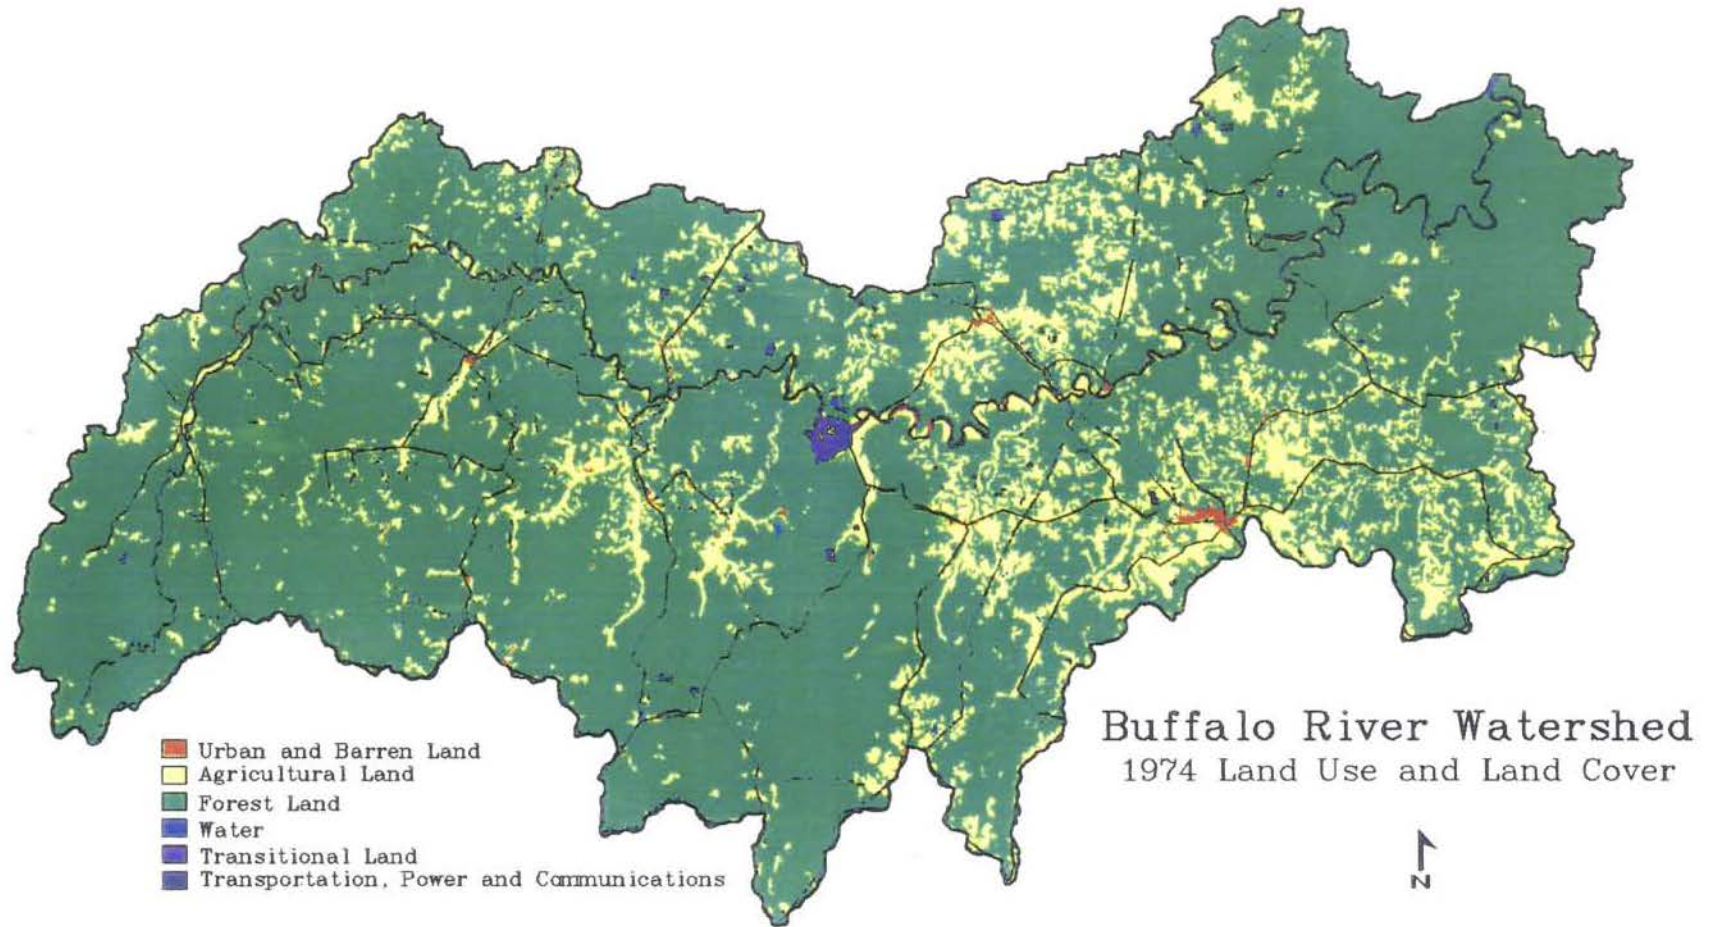 Buffalo River Watershed
1974 Land Use and Land Cover
Urban and Barren Land
Agricultural Land
Forest Land
Water
Transitional Land
Transportation, Power and Communications
N